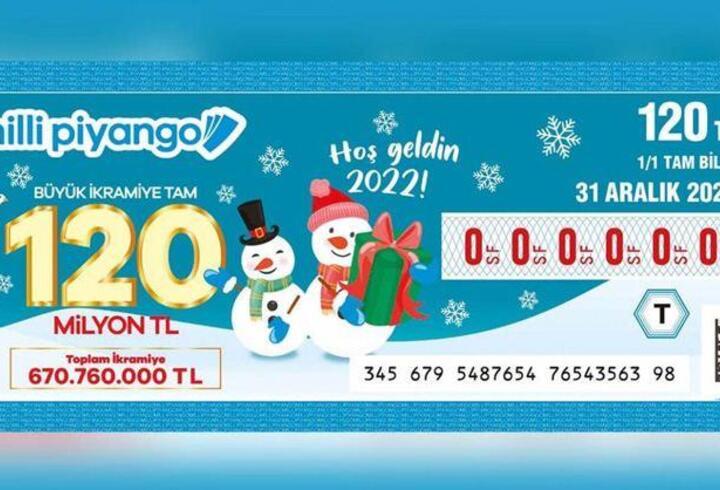 illi piyango
BÜYÜK İKRAMİYE TAM
120
MİLYON TL
Toplam İkramiye
670.760.000 TL
Hoş geldin
2022!
120
1/1 TAM BİL
31 ARALIK 202
0 SF 0 SF 0 SF 0 SF 0 SF 0
T
345 679 5487654 76543563 98